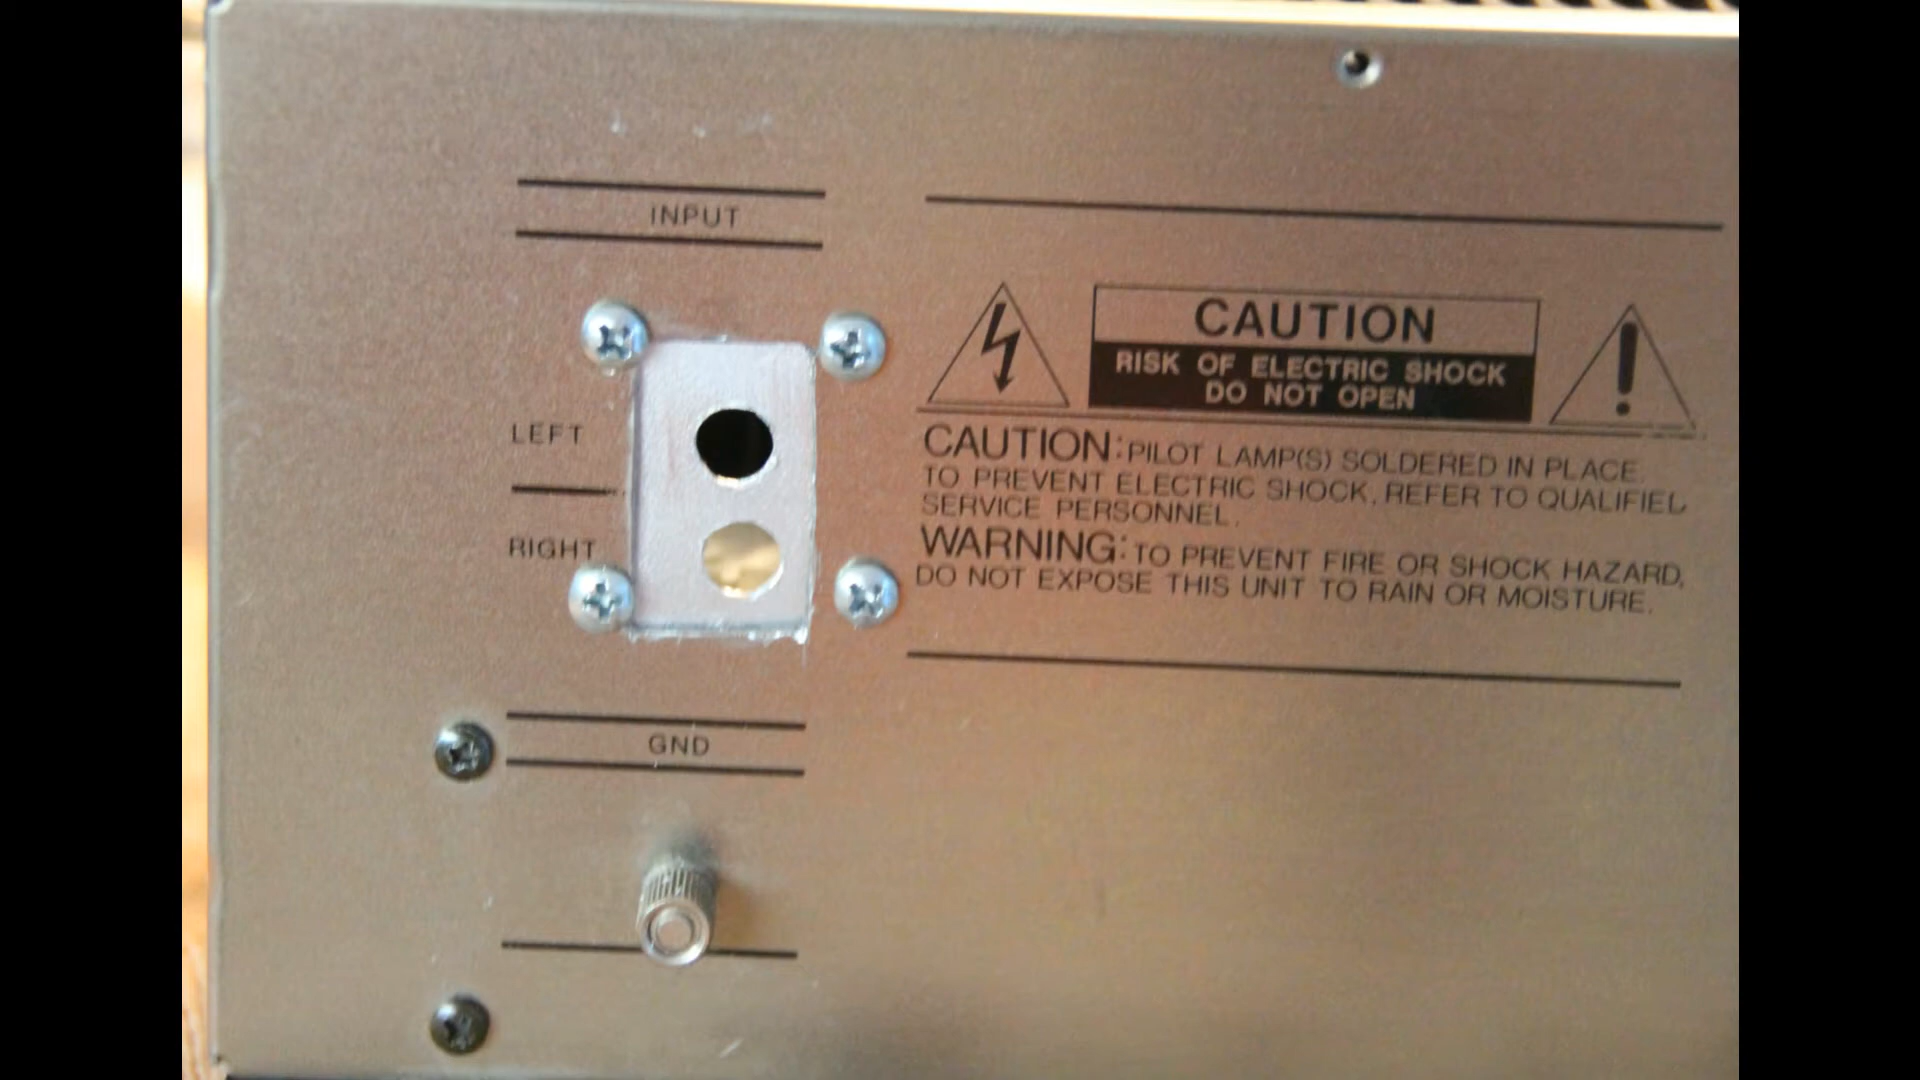 INPUT
LEFT
RIGHT
GND
CAUTION
RISK OF ELECTRIC SHOCK
DO NOT OPEN
CAUTION: PILOT LAMP(S) SOLDERED IN PLACE.
TO PREVENT ELECTRIC SHOCK, REFER TO QUALIFIED
SERVICE PERSONNEL.
WARNING: TO PREVENT FIRE OR SHOCK HAZARD,
DO NOT EXPOSE THIS UNIT TO RAIN OR MOISTURE.